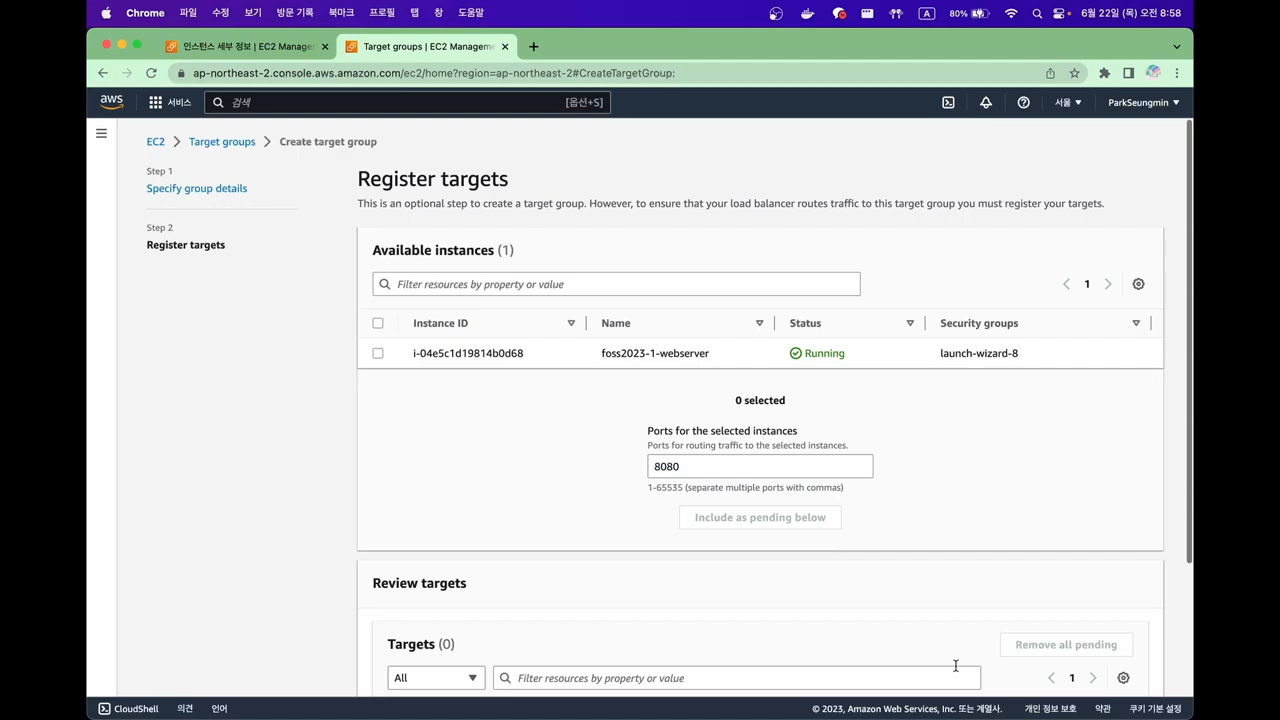 Chrome 파일 수정 보기 방문 기록 북마크 프로필 탭 창 도움말 A 80% 6월 22일 (목) 오전 8:58
인스턴스 세부 정보 | EC2 Manage Target groups | EC2 Managem
ap-northeast-2.console.aws.amazon.com/ec2/home?region=ap-northeast-2#CreateTargetGroup:
aws 서비스 검색 [옵션+S] 서울 ParkSeungmin
EC2 Target groups Create target group
Step 1
Specify group details
Step 2
Register targets
Register targets
This is an optional step to create a target group. However, to ensure that your load balancer routes traffic to this target group you must register your targets.
Available instances (1)
Filter resources by property or value 1
Instance ID Name Status Security groups
i-04e5c1d19814b0d68 foss2023-1-webserver Running launch-wizard-8
0 selected
Ports for the selected instances
Ports for routing traffic to the selected instances.
8080
1-65535 (separate multiple ports with commas)
Include as pending below
Review targets
Targets (0) Remove all pending
All Filter resources by property or value 1
CloudShell 의견 언어 © 2023, Amazon Web Services, Inc. 또는 계열사. 개인 정보 보호 약관 쿠키 기본 설정